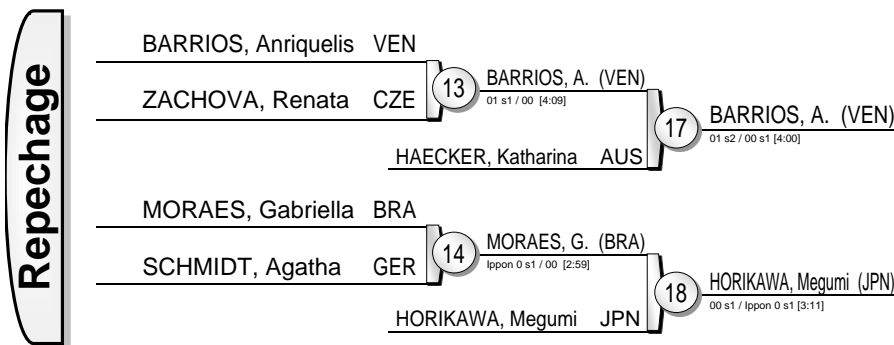 Repechage
BARRIOS, Anriquelis VEN
ZACHOVA, Renata CZE
13
BARRIOS, A. (VEN)
01 s1 / 00 [4:09]
HAECKER, Katharina AUS
17
BARRIOS, A. (VEN)
01 s2 / 00 s1 [4:00]
MORAES, Gabriella BRA
SCHMIDT, Agatha GER
14
MORAES, G. (BRA)
Ippon 0 s1 / 00 [2:59]
HORIKAWA, Megumi JPN
18
HORIKAWA, Megumi (JPN)
00 s1 / Ippon 0 s1 [3:11]